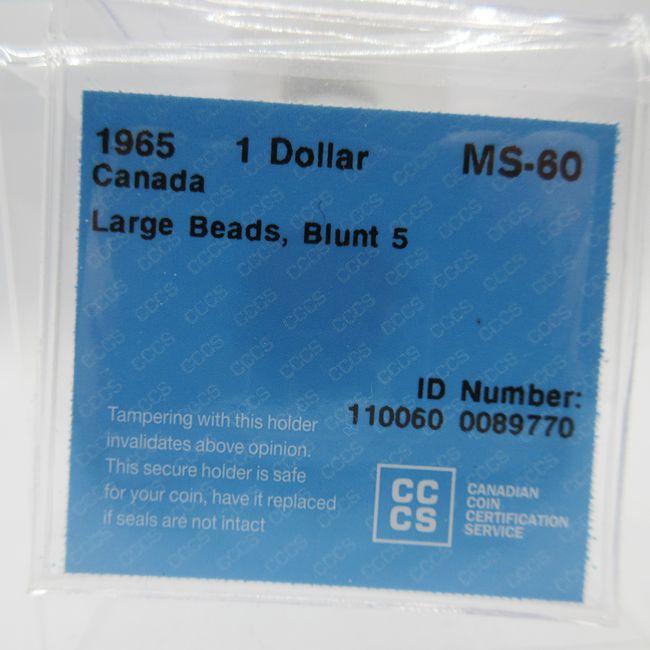 1965 1 Dollar MS-60
Canada
Large Beads, Blunt 5
ID Number:
110060 0089770
Tampering with this holder
invalidates above opinion.
This secure holder is safe
for your coin, have it replaced
if seals are not intact
CC
CS
CANADIAN
COIN
CERTIFICATION
SERVICE